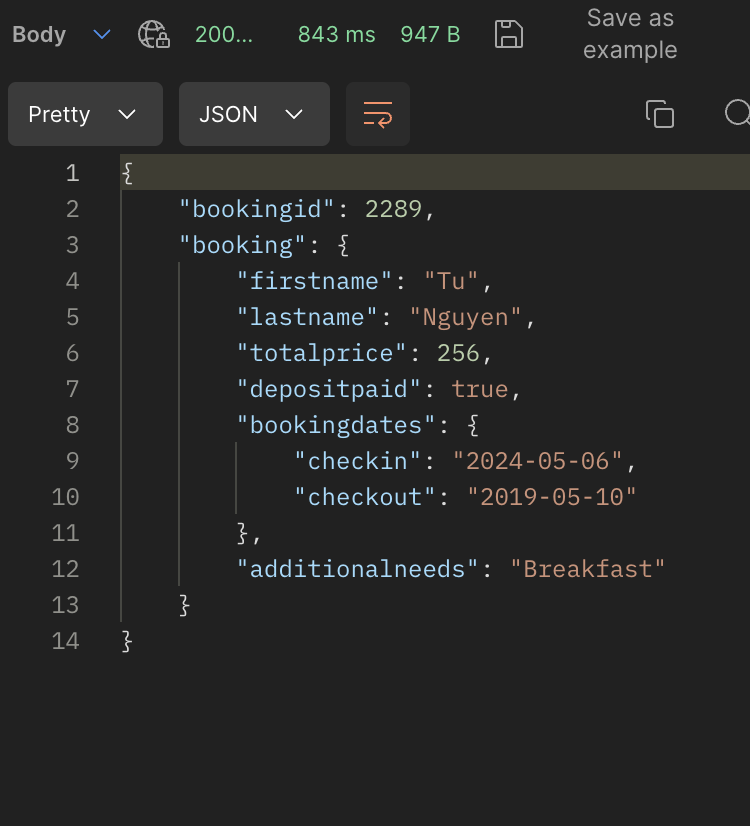 Body 200... 843 ms 947 B Save as
example
Pretty JSON
1 {
2 "bookingid": 2289,
3 "booking": {
4 "firstname": "Tu",
5 "lastname": "Nguyen",
6 "totalprice": 256,
7 "depositpaid": true,
8 "bookingdates": {
9 "checkin": "2024-05-06",
10 "checkout": "2019-05-10"
11 },
12 "additionalneeds": "Breakfast"
13 }
14 }